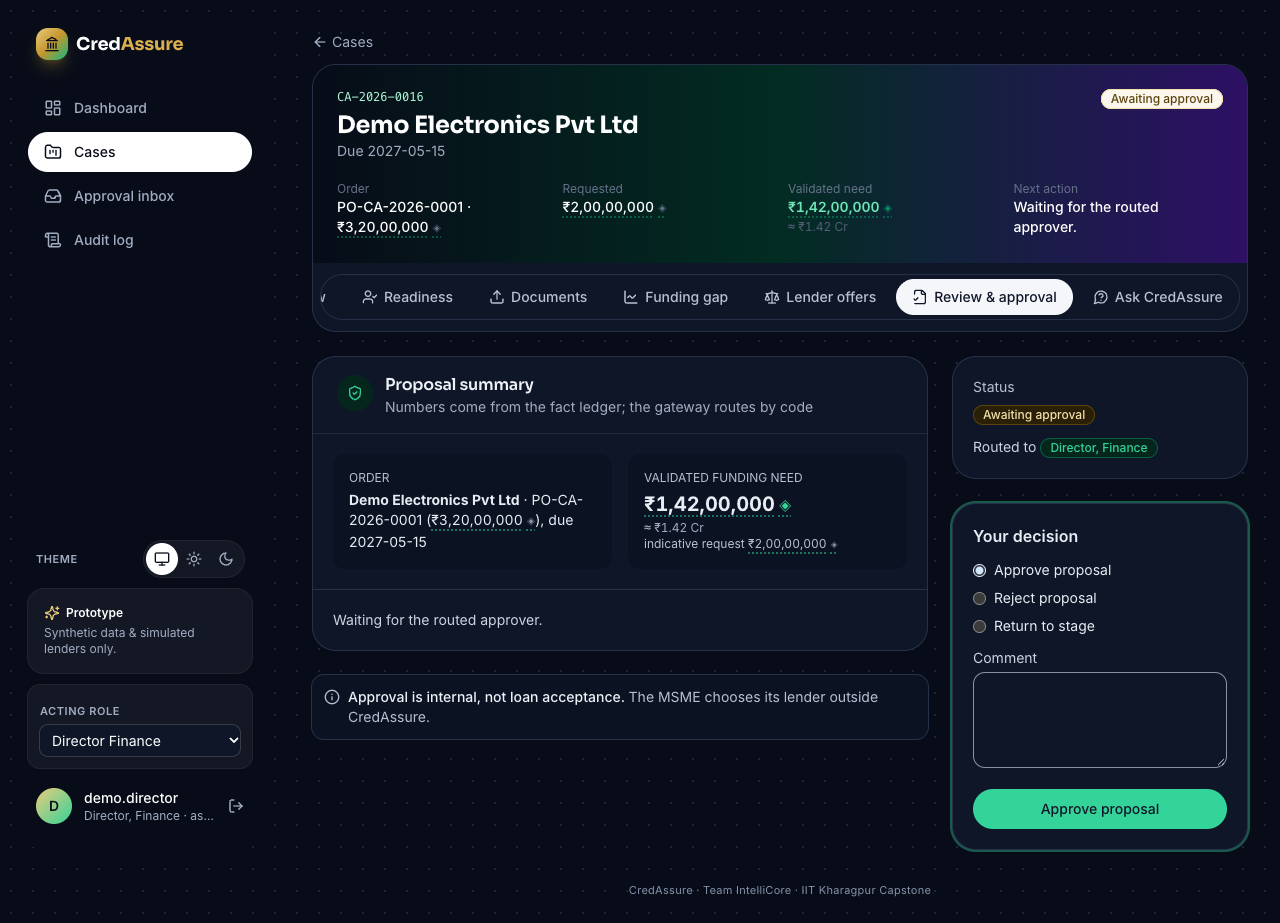 CredAssure
Dashboard
Cases
Approval inbox
Audit log
THEME
Prototype
Synthetic data & simulated
lenders only.
ACTING ROLE
Director Finance
D
demo.director
Director, Finance · as...
← Cases
CA-2026-0016
Awaiting approval
Demo Electronics Pvt Ltd
Due 2027-05-15
Order
PO-CA-2026-0001 ·
₹3,20,00,000
Requested
₹2,00,00,000
Validated need
₹1,42,00,000
≈ ₹1.42 Cr
Next action
Waiting for the routed
approver.
Readiness
Documents
Funding gap
Lender offers
Review & approval
Ask CredAssure
Proposal summary
Numbers come from the fact ledger; the gateway routes by code
ORDER
Demo Electronics Pvt Ltd · PO-CA-
2026-0001 (₹3,20,00,000 ◈), due
2027-05-15
VALIDATED FUNDING NEED
₹1,42,00,000 ◈
≈ ₹1.42 Cr
indicative request ₹2,00,00,000 ◈
Waiting for the routed approver.
Approval is internal, not loan acceptance. The MSME chooses its lender outside
CredAssure.
Status
Awaiting approval
Routed to Director, Finance
Your decision
Approve proposal
Reject proposal
Return to stage
Comment
Approve proposal
CredAssure · Team IntelliCore · IIT Kharagpur Capstone